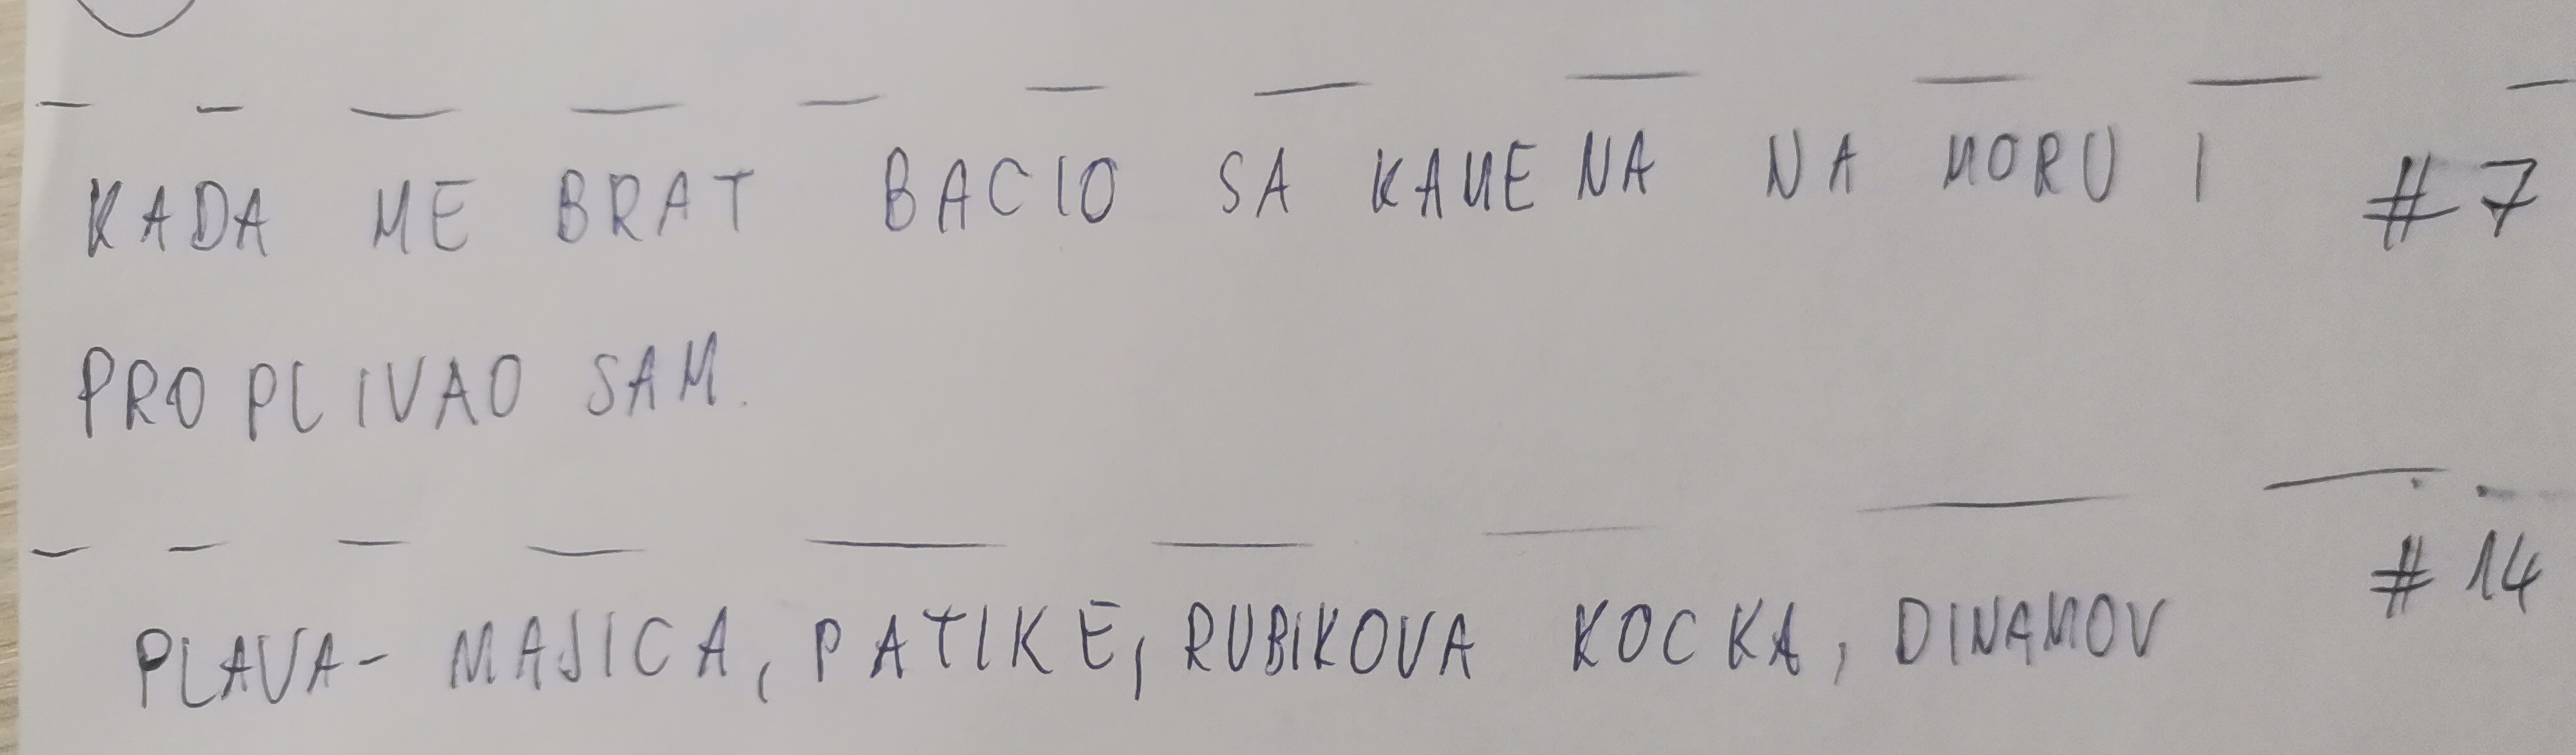 KADA ME BRAT BACIO SA KAMENA NA MORU I #7
PROPLIVAO SAM.
PLAVA- MAJICA, PATIKE, RUBIKOVA KOCKA, DINAMOV #14